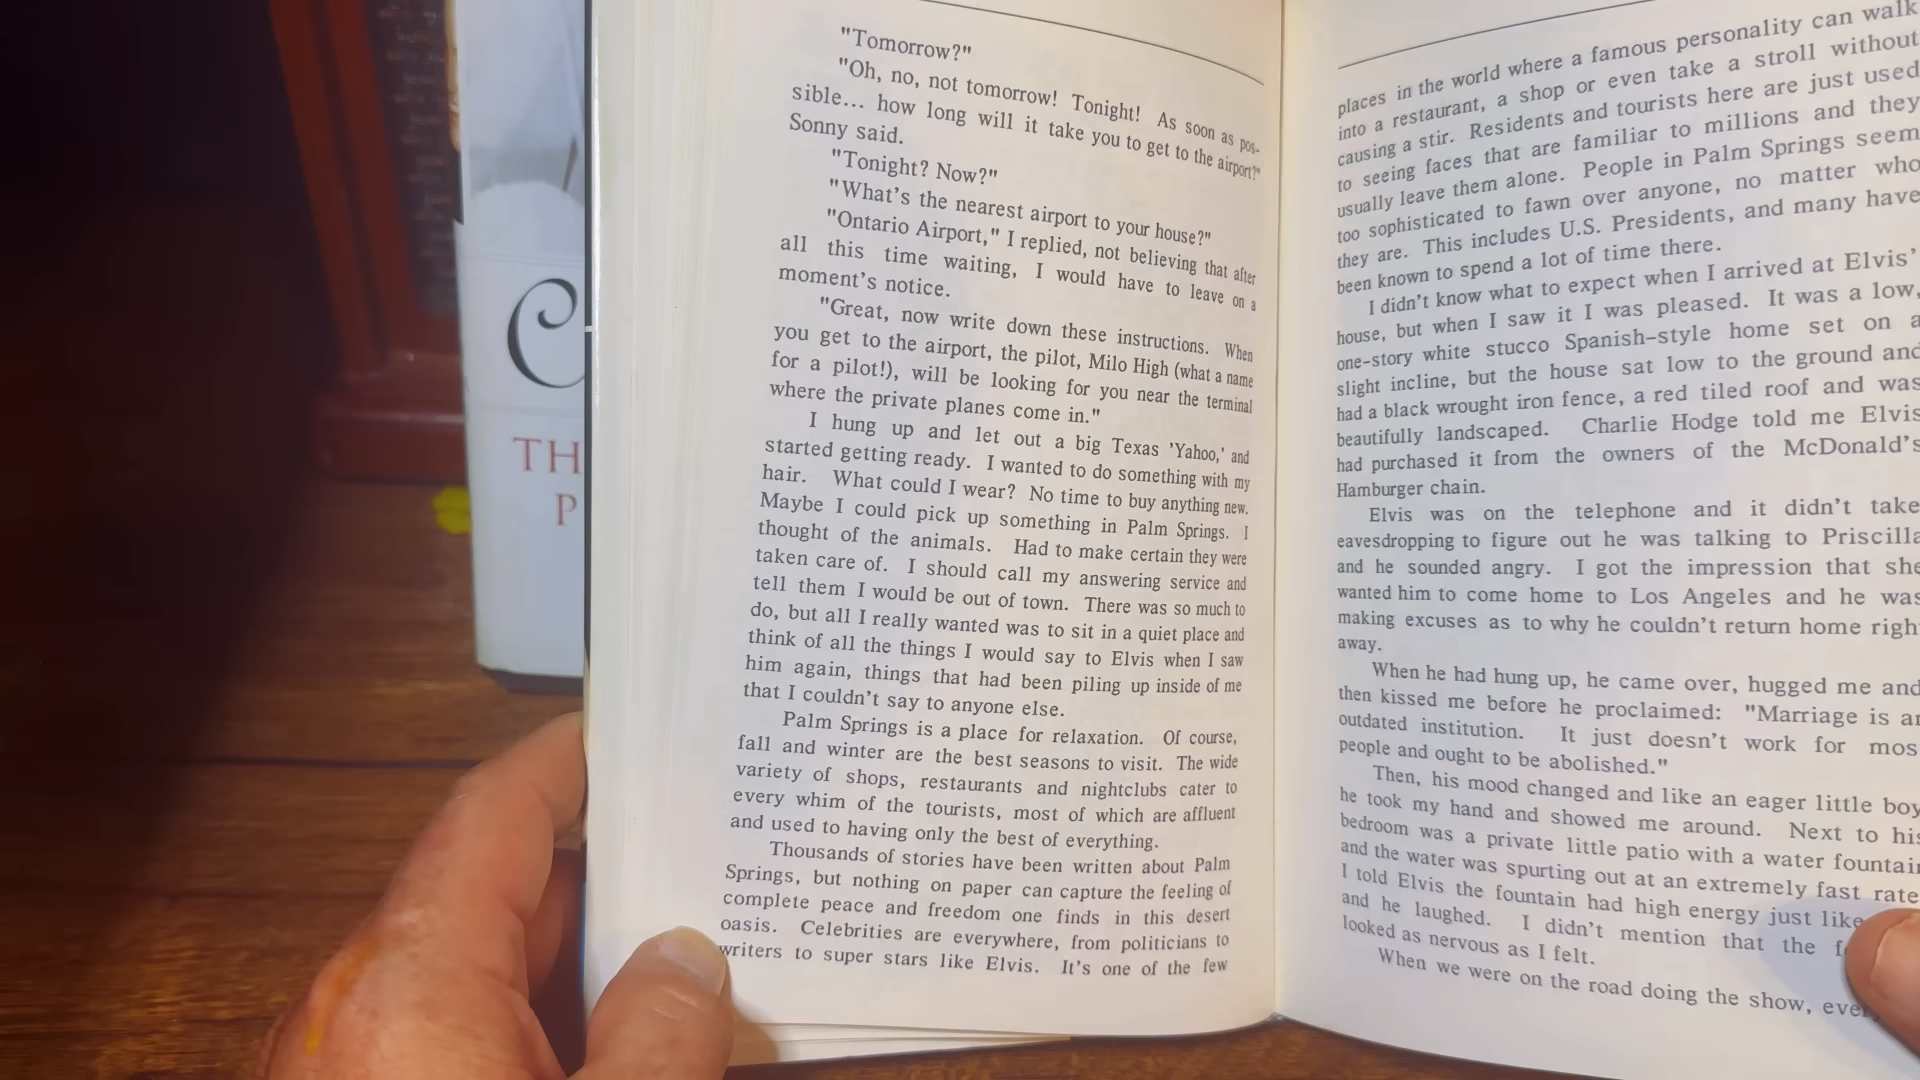 "Tomorrow?"
"Oh, no, not tomorrow! Tonight! As soon as pos-
sible... how long will it take you to get to the airport?"
Sonny said.
"Tonight? Now?"
"What's the nearest airport to your house?"
"Ontario Airport," I replied, not believing that after
all this time waiting, I would have to leave on a
moment's notice.
"Great, now write down these instructions. When
you get to the airport, the pilot, Milo High (what a name
for a pilot!), will be looking for you near the terminal
where the private planes come in."
I hung up and let out a big Texas 'Yahoo,' and
started getting ready. I wanted to do something with my
hair. What could I wear? No time to buy anything new.
Maybe I could pick up something in Palm Springs. I
thought of the animals. Had to make certain they were
taken care of. I should call my answering service and
tell them I would be out of town. There was so much to
do, but all I really wanted was to sit in a quiet place and
think of all the things I would say to Elvis when I saw
him again, things that had been piling up inside of me
that I couldn't say to anyone else.
Palm Springs is a place for relaxation. Of course,
fall and winter are the best seasons to visit. The wide
variety of shops, restaurants and nightclubs cater to
every whim of the tourists, most of which are affluent
and used to having only the best of everything.
Thousands of stories have been written about Palm
Springs, but nothing on paper can capture the feeling of
complete peace and freedom one finds in this desert
oasis. Celebrities are everywhere, from politicians to
writers to super stars like Elvis. It's one of the few
places in the world where a famous personality can walk
into a restaurant, a shop or even take a stroll without
causing a stir. Residents and tourists here are just used
to seeing faces that are familiar to millions and they
usually leave them alone. People in Palm Springs seem
too sophisticated to fawn over anyone, no matter who
they are. This includes U.S. Presidents, and many have
been known to spend a lot of time there.
I didn't know what to expect when I arrived at Elvis'
house, but when I saw it I was pleased. It was a low,
one-story white stucco Spanish-style home set on a
slight incline, but the house sat low to the ground and
had a black wrought iron fence, a red tiled roof and was
beautifully landscaped. Charlie Hodge told me Elvis
had purchased it from the owners of the McDonald's
Hamburger chain.
Elvis was on the telephone and it didn't take
eavesdropping to figure out he was talking to Priscilla
and he sounded angry. I got the impression that she
wanted him to come home to Los Angeles and he was
making excuses as to why he couldn't return home righ
away.
When he had hung up, he came over, hugged me and
then kissed me before he proclaimed: "Marriage is a
outdated institution. It just doesn't work for mos
people and ought to be abolished."
Then, his mood changed and like an eager little boy
he took my hand and showed me around. Next to his
bedroom was a private little patio with a water fountain
and the water was spurting out at an extremely fast rate
I told Elvis the fountain had high energy just like
and he laughed. I didn't mention that the
looked as nervous as I felt.
When we were on the road doing the show,
C
TH
P